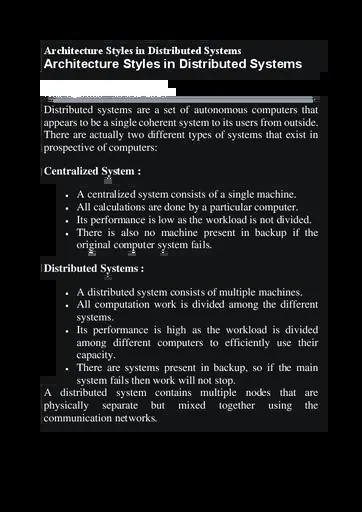 Architecture Styles in Distributed Systems
Architecture Styles in Distributed Systems
Distributed systems are a set of autonomous computers that
appears to be a single coherent system to its users from outside.
There are actually two different types of systems that exist in
prospective of computers:
Centralized System :
• A centralized system consists of a single machine.
• All calculations are done by a particular computer.
• Its performance is low as the workload is not divided.
• There is also no machine present in backup if the
original computer system fails.
Distributed Systems :
• A distributed system consists of multiple machines.
• All computation work is divided among the different
systems.
• Its performance is high as the workload is divided
among different computers to efficiently use their
capacity.
• There are systems present in backup, so if the main
system fails then work will not stop.
A distributed system contains multiple nodes that are
physically separate but mixed together using the
communication networks.